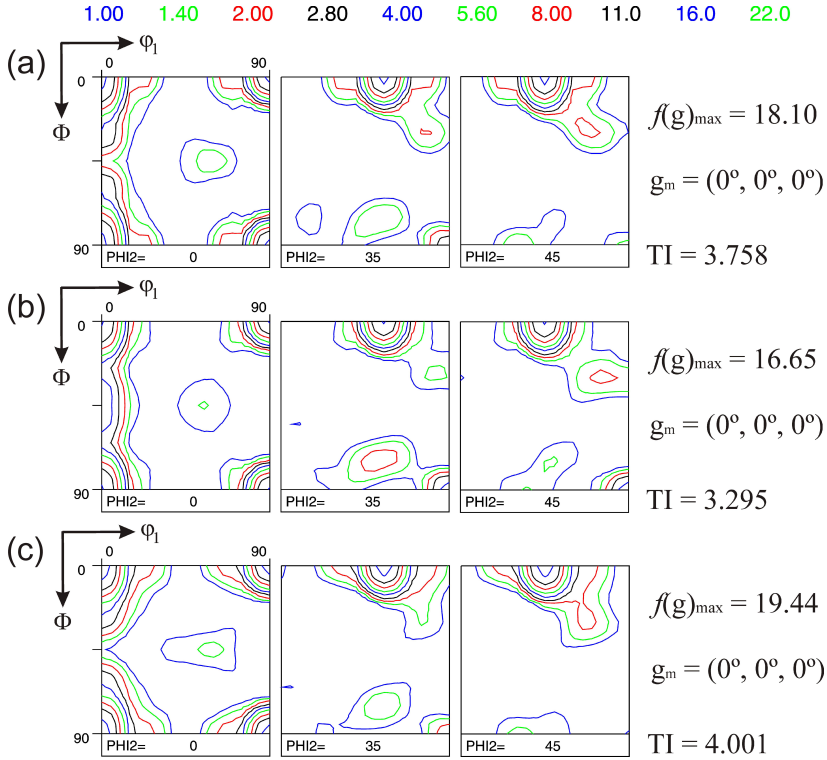 1.00 1.40 2.00 2.80 4.00 5.60 8.00 11.0 16.0 22.0
(a) φ₁
0 90
0
Φ
f(g)max = 18.10
gm = (0º, 0º, 0º)
90 PHI2= 0 PHI2= 35 PHI2= 45
TI = 3.758
(b) φ₁
90
0
Φ
f(g)max = 16.65
gm = (0º, 0º, 0º)
90 PHI2= 0 PHI2= 35 PHI2= 45
TI = 3.295
(c) φ₁
0 90
0
Φ
f(g)max = 19.44
gm = (0º, 0º, 0º)
90 PHI2= 0 PHI2= 35 PHI2= 45
TI = 4.001